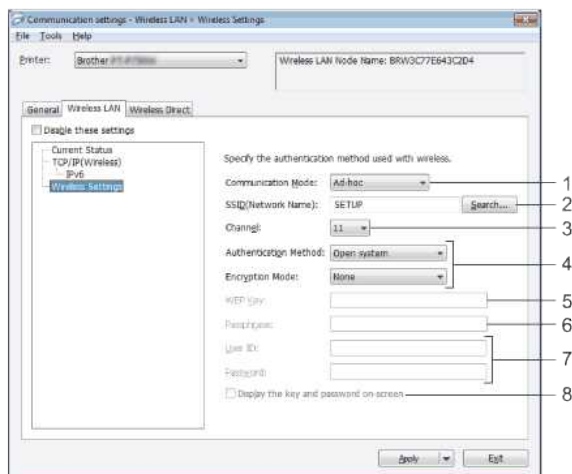 Communication settings - Wireless LAN > Wireless Settings
File Tools Help
Printer: Brother
Wireless LAN Node Name: BRW3C77E643C2D4
General Wireless LAN Wireless Direct
Disable these settings
Current Status
TCP/IP(Wireless)
IPv6
Wireless Settings
Specify the authentication method used with wireless.
Communication Mode: Ad-hoc 1
SSID(Network Name): SETUP Search... 2
Channel: 11 3
Authentication Method: Open system
4
Encryption Mode: None
WEP Key: 5
Passphrase: 6
User ID:
7
Password:
Display the key and password on-screen 8
Apply Exit